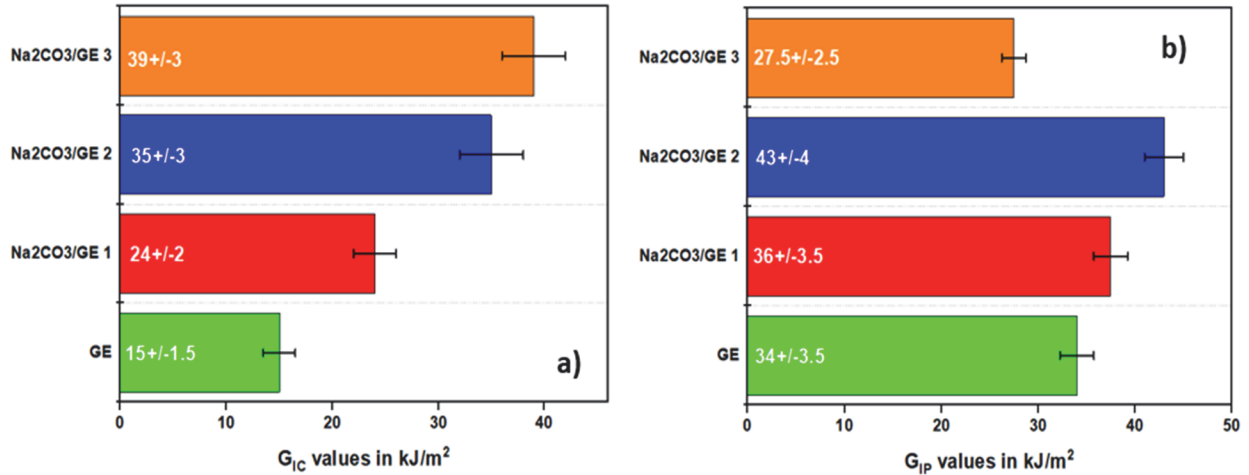 Na2CO3/GE 3
39+/-3
Na2CO3/GE 2
35+/-3
Na2CO3/GE 1
24+/-2
GE
15+/-1.5
a)
0 10 20 30 40
G_IC values in kJ/m²
Na2CO3/GE 3
27.5+/-2.5
b)
Na2CO3/GE 2
43+/-4
Na2CO3/GE 1
36+/-3.5
GE
34+/-3.5
0 10 20 30 40 50
G_IP values in kJ/m²